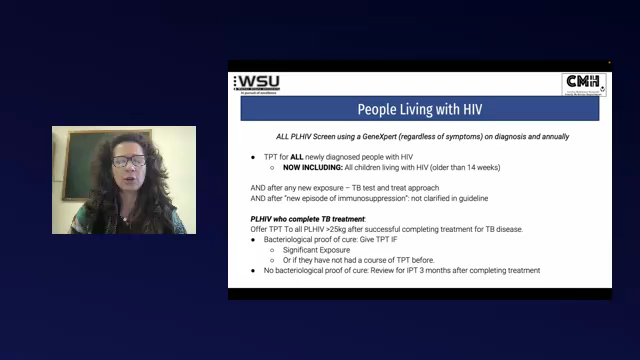 WSU
in pursuit of excellence
CMH
People Living with HIV
ALL PLHIV Screen using a GeneXpert (regardless of symptoms) on diagnosis and annually
● TPT for ALL newly diagnosed people with HIV
○ NOW INCLUDING: All children living with HIV (older than 14 weeks)
AND after any new exposure – TB test and treat approach
AND after "new episode of immunosuppression": not clarified in guideline
PLHIV who complete TB treatment:
Offer TPT To all PLHIV >25kg after successful completing treatment for TB disease.
● Bacteriological proof of cure: Give TPT IF
○ Significant Exposure
○ Or if they have not had a course of TPT before.
● No bacteriological proof of cure: Review for IPT 3 months after completing treatment